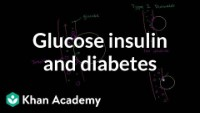 Glucose insulin
and diabetes
Khan Academy